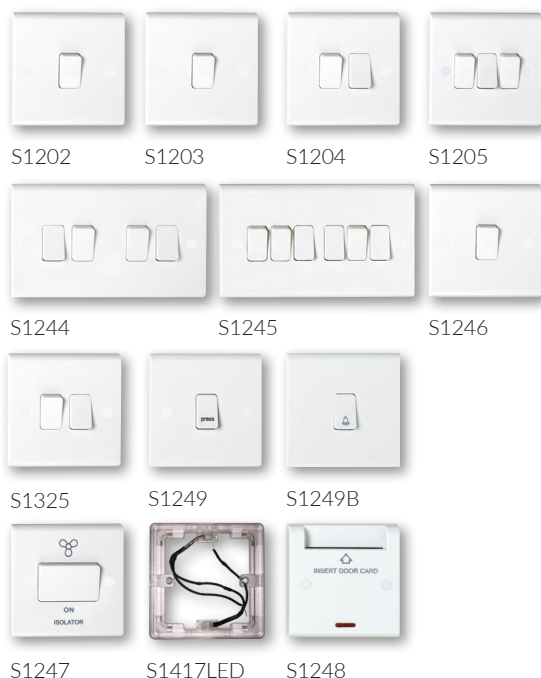 S1202 S1203 S1204 S1205
S1244 S1245 S1246
press
S1325 S1249 S1249B
INSERT DOOR CARD
ON
ISOLATOR
S1247 S1417LED S1248